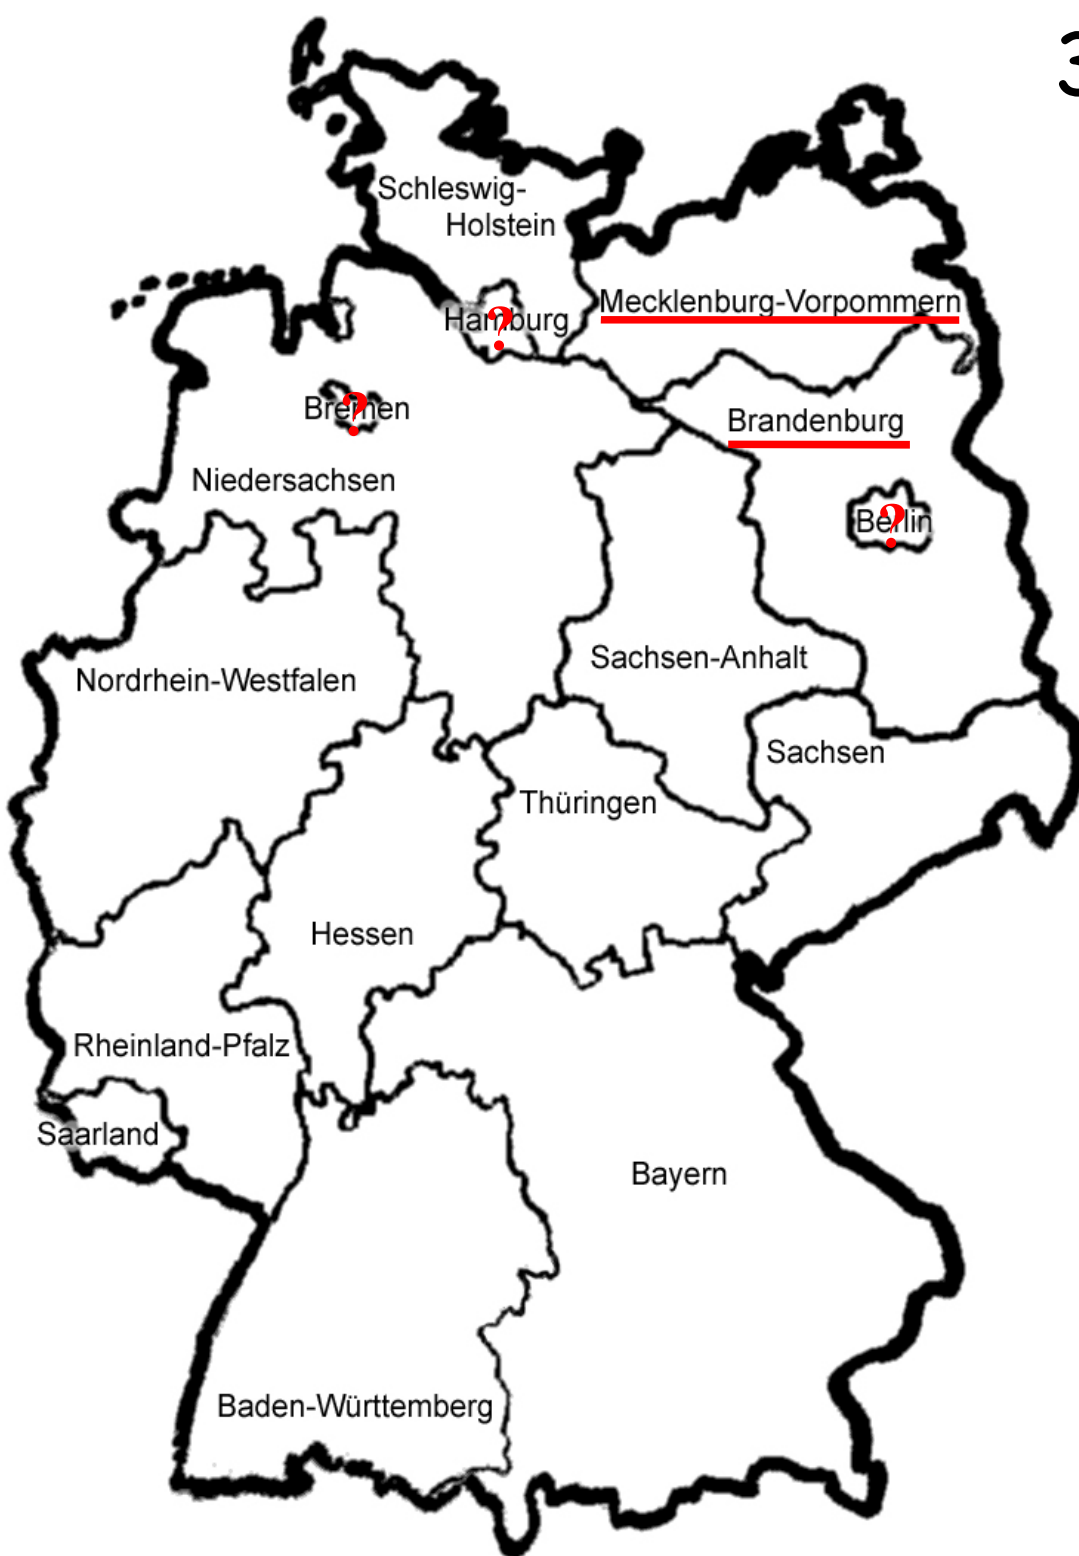 3
Schleswig-
Holstein
Mecklenburg-Vorpommern
Hamburg
?
Bremen
?
Brandenburg
Niedersachsen
Berlin
?
Sachsen-Anhalt
Nordrhein-Westfalen
Sachsen
Thüringen
Hessen
Rheinland-Pfalz
Saarland
Bayern
Baden-Württemberg